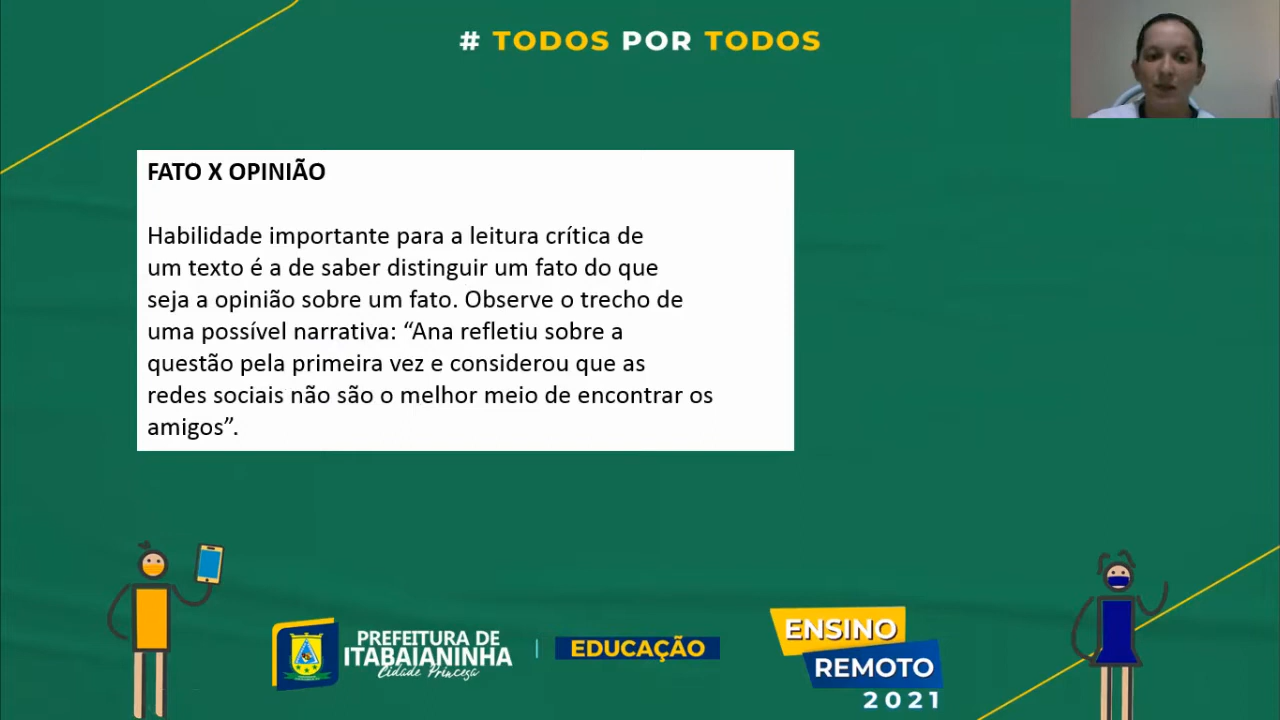 # TODOS POR TODOS
FATO X OPINIÃO
Habilidade importante para a leitura crítica de
um texto é a de saber distinguir um fato do que
seja a opinião sobre um fato. Observe o trecho de
uma possível narrativa: “Ana refletiu sobre a
questão pela primeira vez e considerou que as
redes sociais não são o melhor meio de encontrar os
amigos”.
PREFEITURA DE
ITABAIANINHA
Cidade Princesa
EDUCAÇÃO
ENSINO
REMOTO
2021